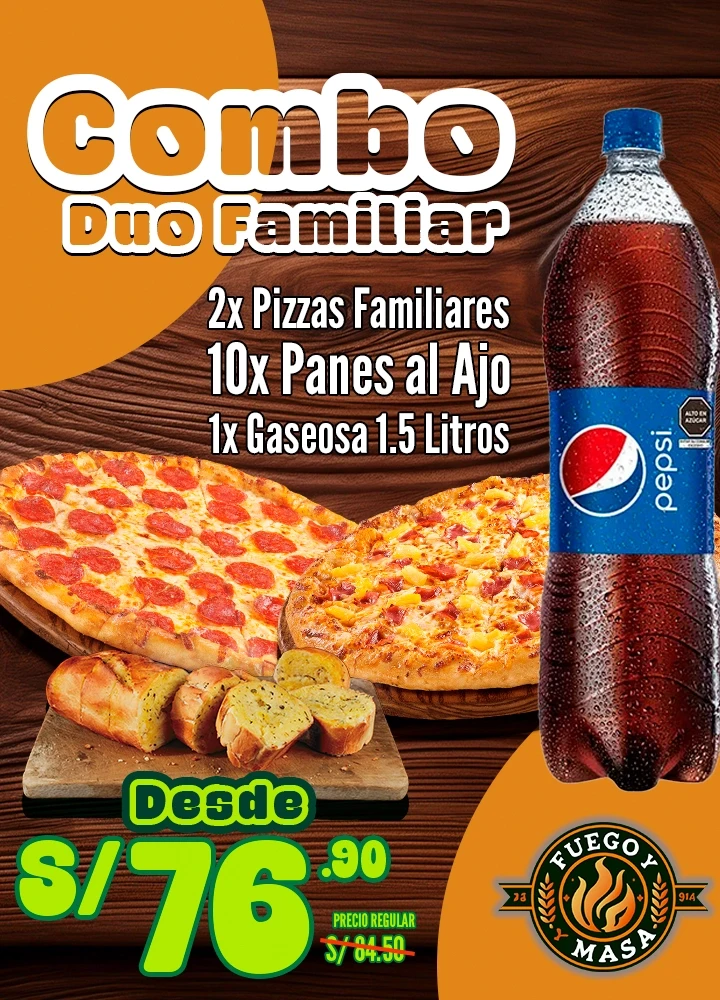 Combo
Duo Familiar
2x Pizzas Familiares
10x Panes al Ajo
1x Gaseosa 1.5 Litros
pepsi
ALTO EN
AZÚCAR
Desde
S/76.90
PRECIO REGULAR
S/ 84.50
FUEGO Y
Y
MASA